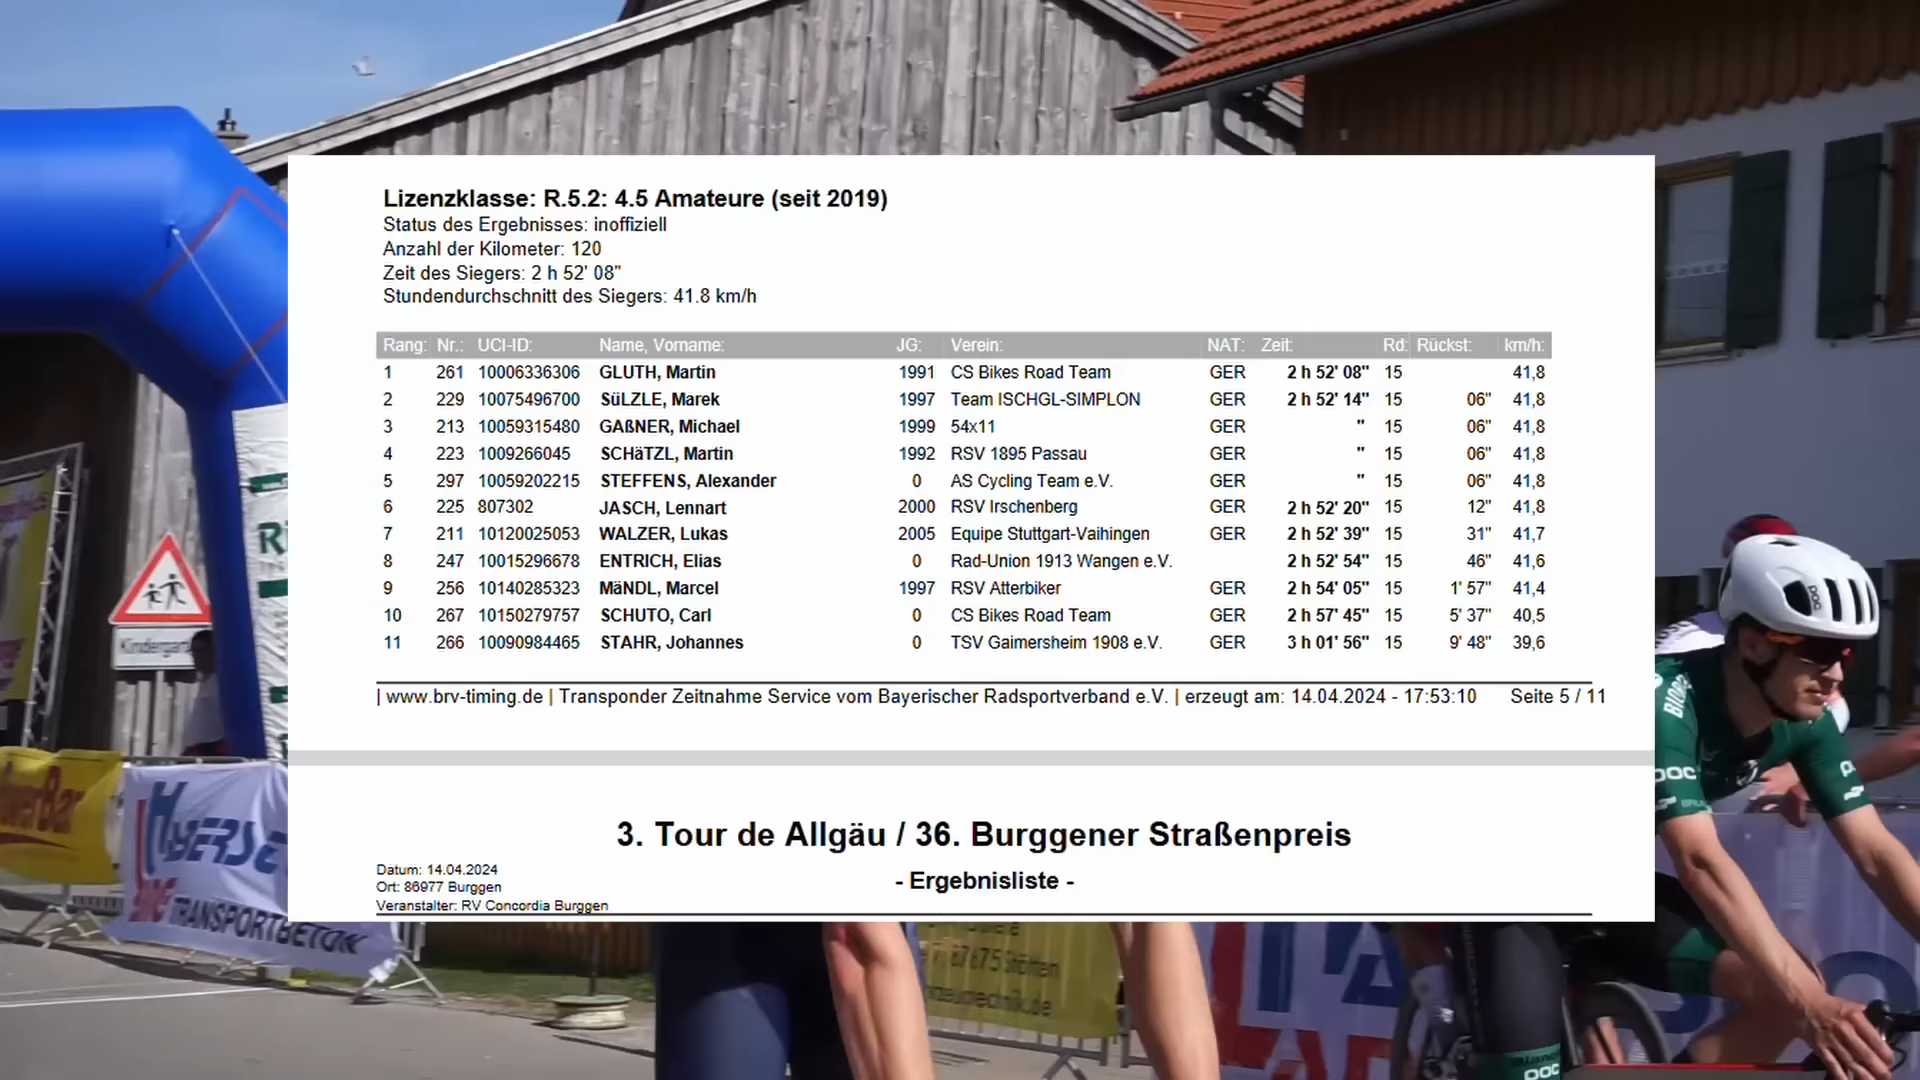 Lizenzklasse: R.5.2: 4.5 Amateure (seit 2019)
Status des Ergebnisses: inoffiziell
Anzahl der Kilometer: 120
Zeit des Siegers: 2 h 52' 08"
Stundendurchschnitt des Siegers: 41.8 km/h
Rang: Nr.: UCI-ID: Name, Vorname: JG: Verein: NAT: Zeit: Rd: Rückst: km/h:
1 261 10006336306 GLUTH, Martin 1991 CS Bikes Road Team GER 2 h 52' 08" 15 41,8
2 229 10075496700 SüLZLE, Marek 1997 Team ISCHGL-SIMPLON GER 2 h 52' 14" 15 06" 41,8
3 213 10059315480 GAßNER, Michael 1999 54x11 GER " 15 06" 41,8
4 223 1009266045 SCHäTZL, Martin 1992 RSV 1895 Passau GER " 15 06" 41,8
5 297 10059202215 STEFFENS, Alexander 0 AS Cycling Team e.V. GER " 15 06" 41,8
6 225 807302 JASCH, Lennart 2000 RSV Irschenberg GER 2 h 52' 20" 15 12" 41,8
7 211 10120025053 WALZER, Lukas 2005 Equipe Stuttgart-Vaihingen GER 2 h 52' 39" 15 31" 41,7
8 247 10015296678 ENTRICH, Elias 0 Rad-Union 1913 Wangen e.V. 2 h 52' 54" 15 46" 41,6
9 256 10140285323 MäNDL, Marcel 1997 RSV Atterbiker GER 2 h 54' 05" 15 1' 57" 41,4
10 267 10150279757 SCHUTO, Carl 0 CS Bikes Road Team GER 2 h 57' 45" 15 5' 37" 40,5
11 266 10090984465 STAHR, Johannes 0 TSV Gaimersheim 1908 e.V. GER 3 h 01' 56" 15 9' 48" 39,6
| www.brv-timing.de | Transponder Zeitnahme Service vom Bayerischer Radsportverband e.V. | erzeugt am: 14.04.2024 - 17:53:10 Seite 5 / 11
3. Tour de Allgäu / 36. Burggener Straßenpreis
- Ergebnisliste -
Datum: 14.04.2024
Ort: 86977 Burggen
Veranstalter: RV Concordia Burggen
Kindergar
TRANSPORTBETON
poc
poc